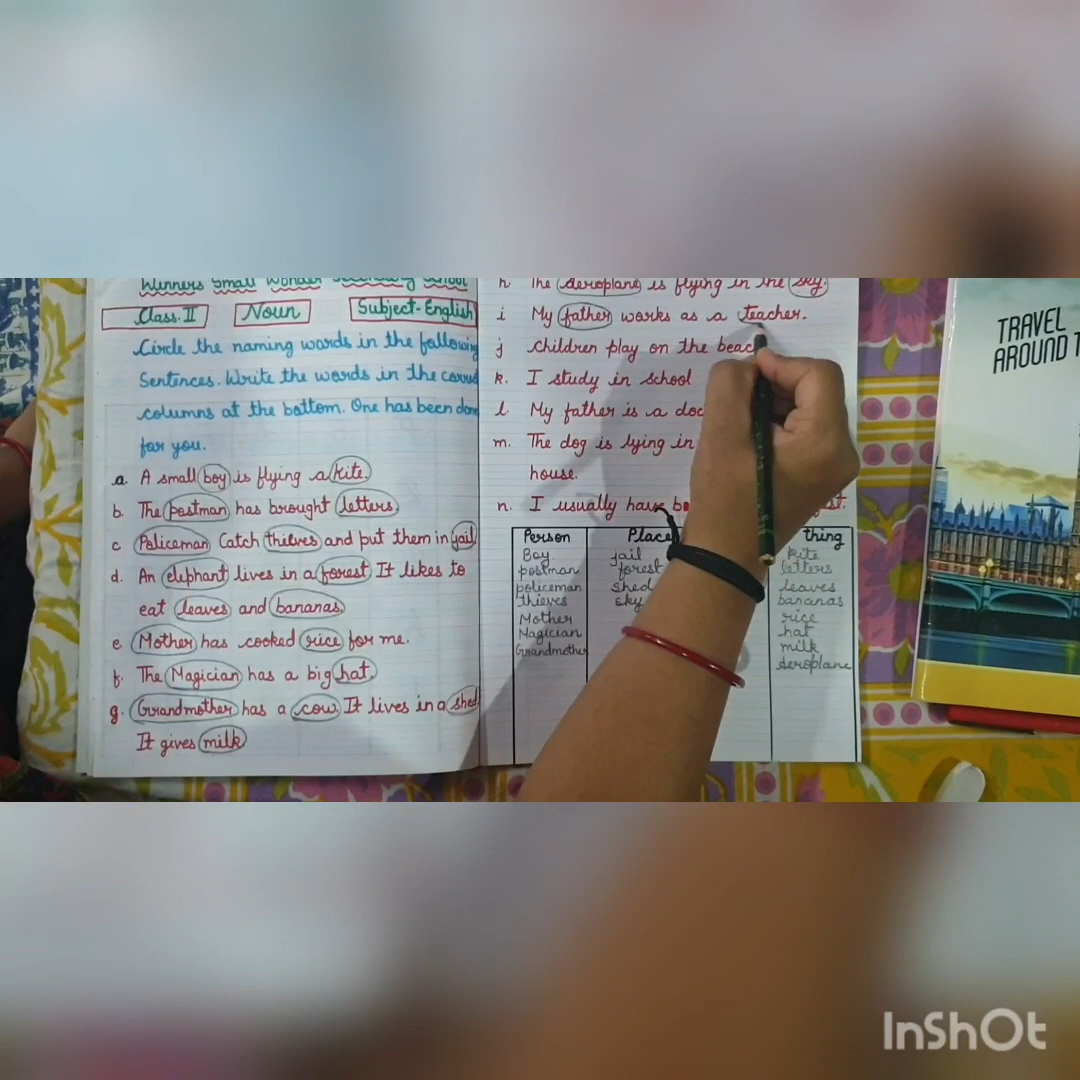 Winners Small Wonder Secondary School
Class-II Noun Subject-English
Circle the naming words in the following
Sentences. Write the words in the
columns at the bottom. One has been done
for you.
a. A small boy is flying a kite.
b. The postman has brought letters.
c Policeman Catch thieves and put them in jail
d. An elephant lives in a forest It likes to
eat leaves and bananas.
e. Mother has cooked rice for me.
f. The Magician has a big hat.
g. Grandmother has a cow It lives in a shed
It gives milk
h. The aeroplane is flying in the sky.
i My father works as a teacher.
j children play on the
k. I study in school
l. My father is a
m. The dog is lying in
house.
n. I usually have
Person Place thing
Boy jail kite
postman forest letters
policeman shed leaves
thieves sky bananas
Mother rice
Magician hat
Grandmother milk
aeroplane
TRAVEL
AROUND
InShOt